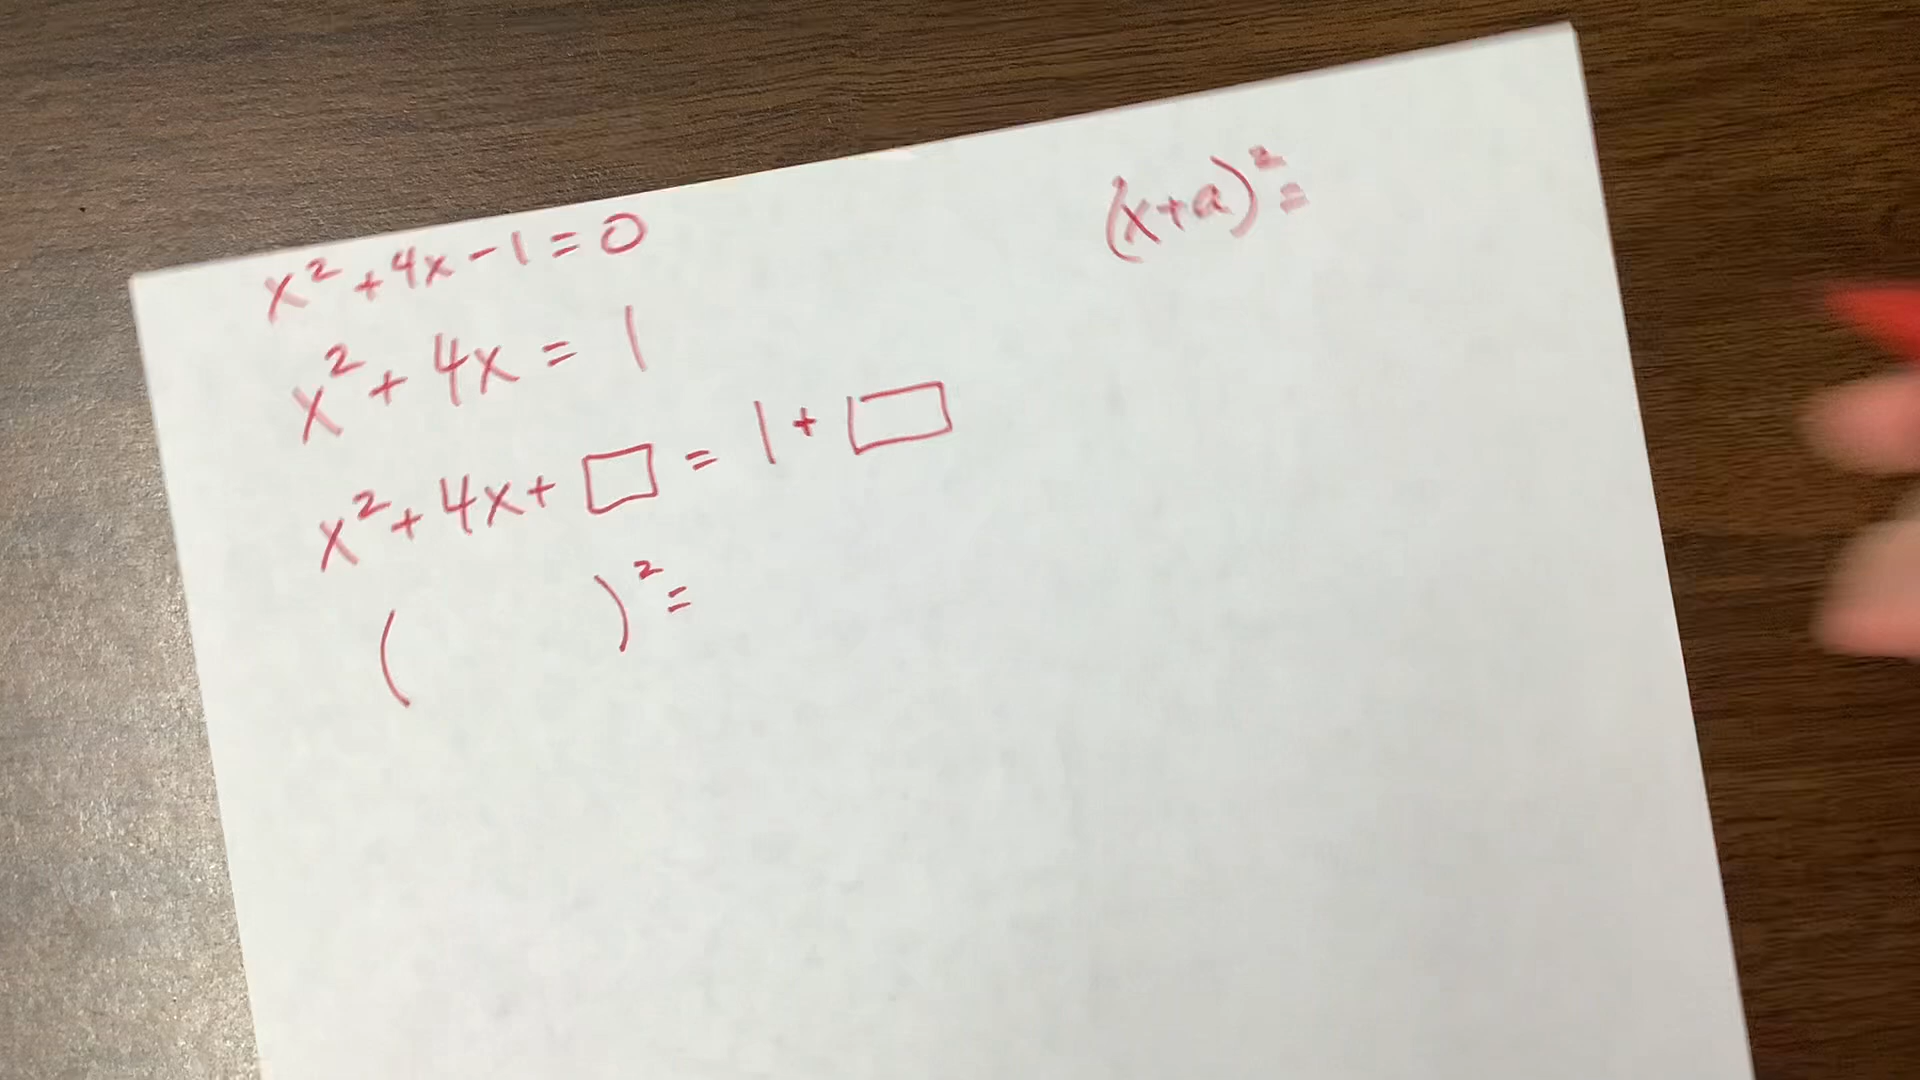 x² + 4x - 1 = 0
(x+a)² =
x² + 4x = 1
x² + 4x + □ = 1 + □
( )² =